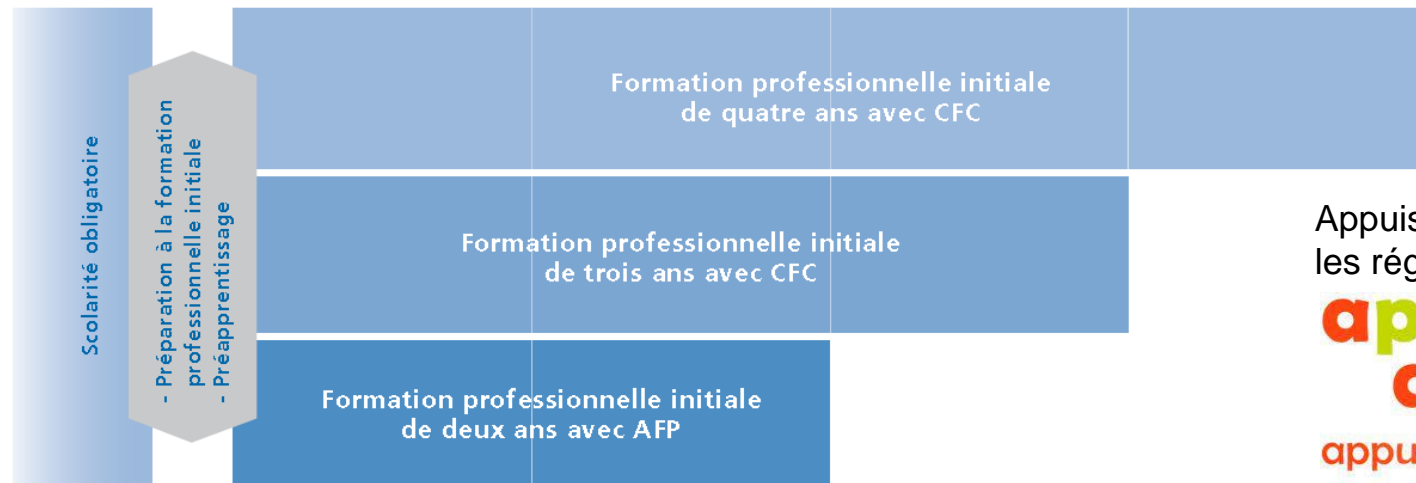 Scolarité obligatoire
- Préparation à la formation
professionnelle initiale
- Préapprentissage
Formation professionnelle initiale
de quatre ans avec CFC
Formation professionnelle initiale
de trois ans avec CFC
Formation professionnelle initiale
de deux ans avec AFP
les